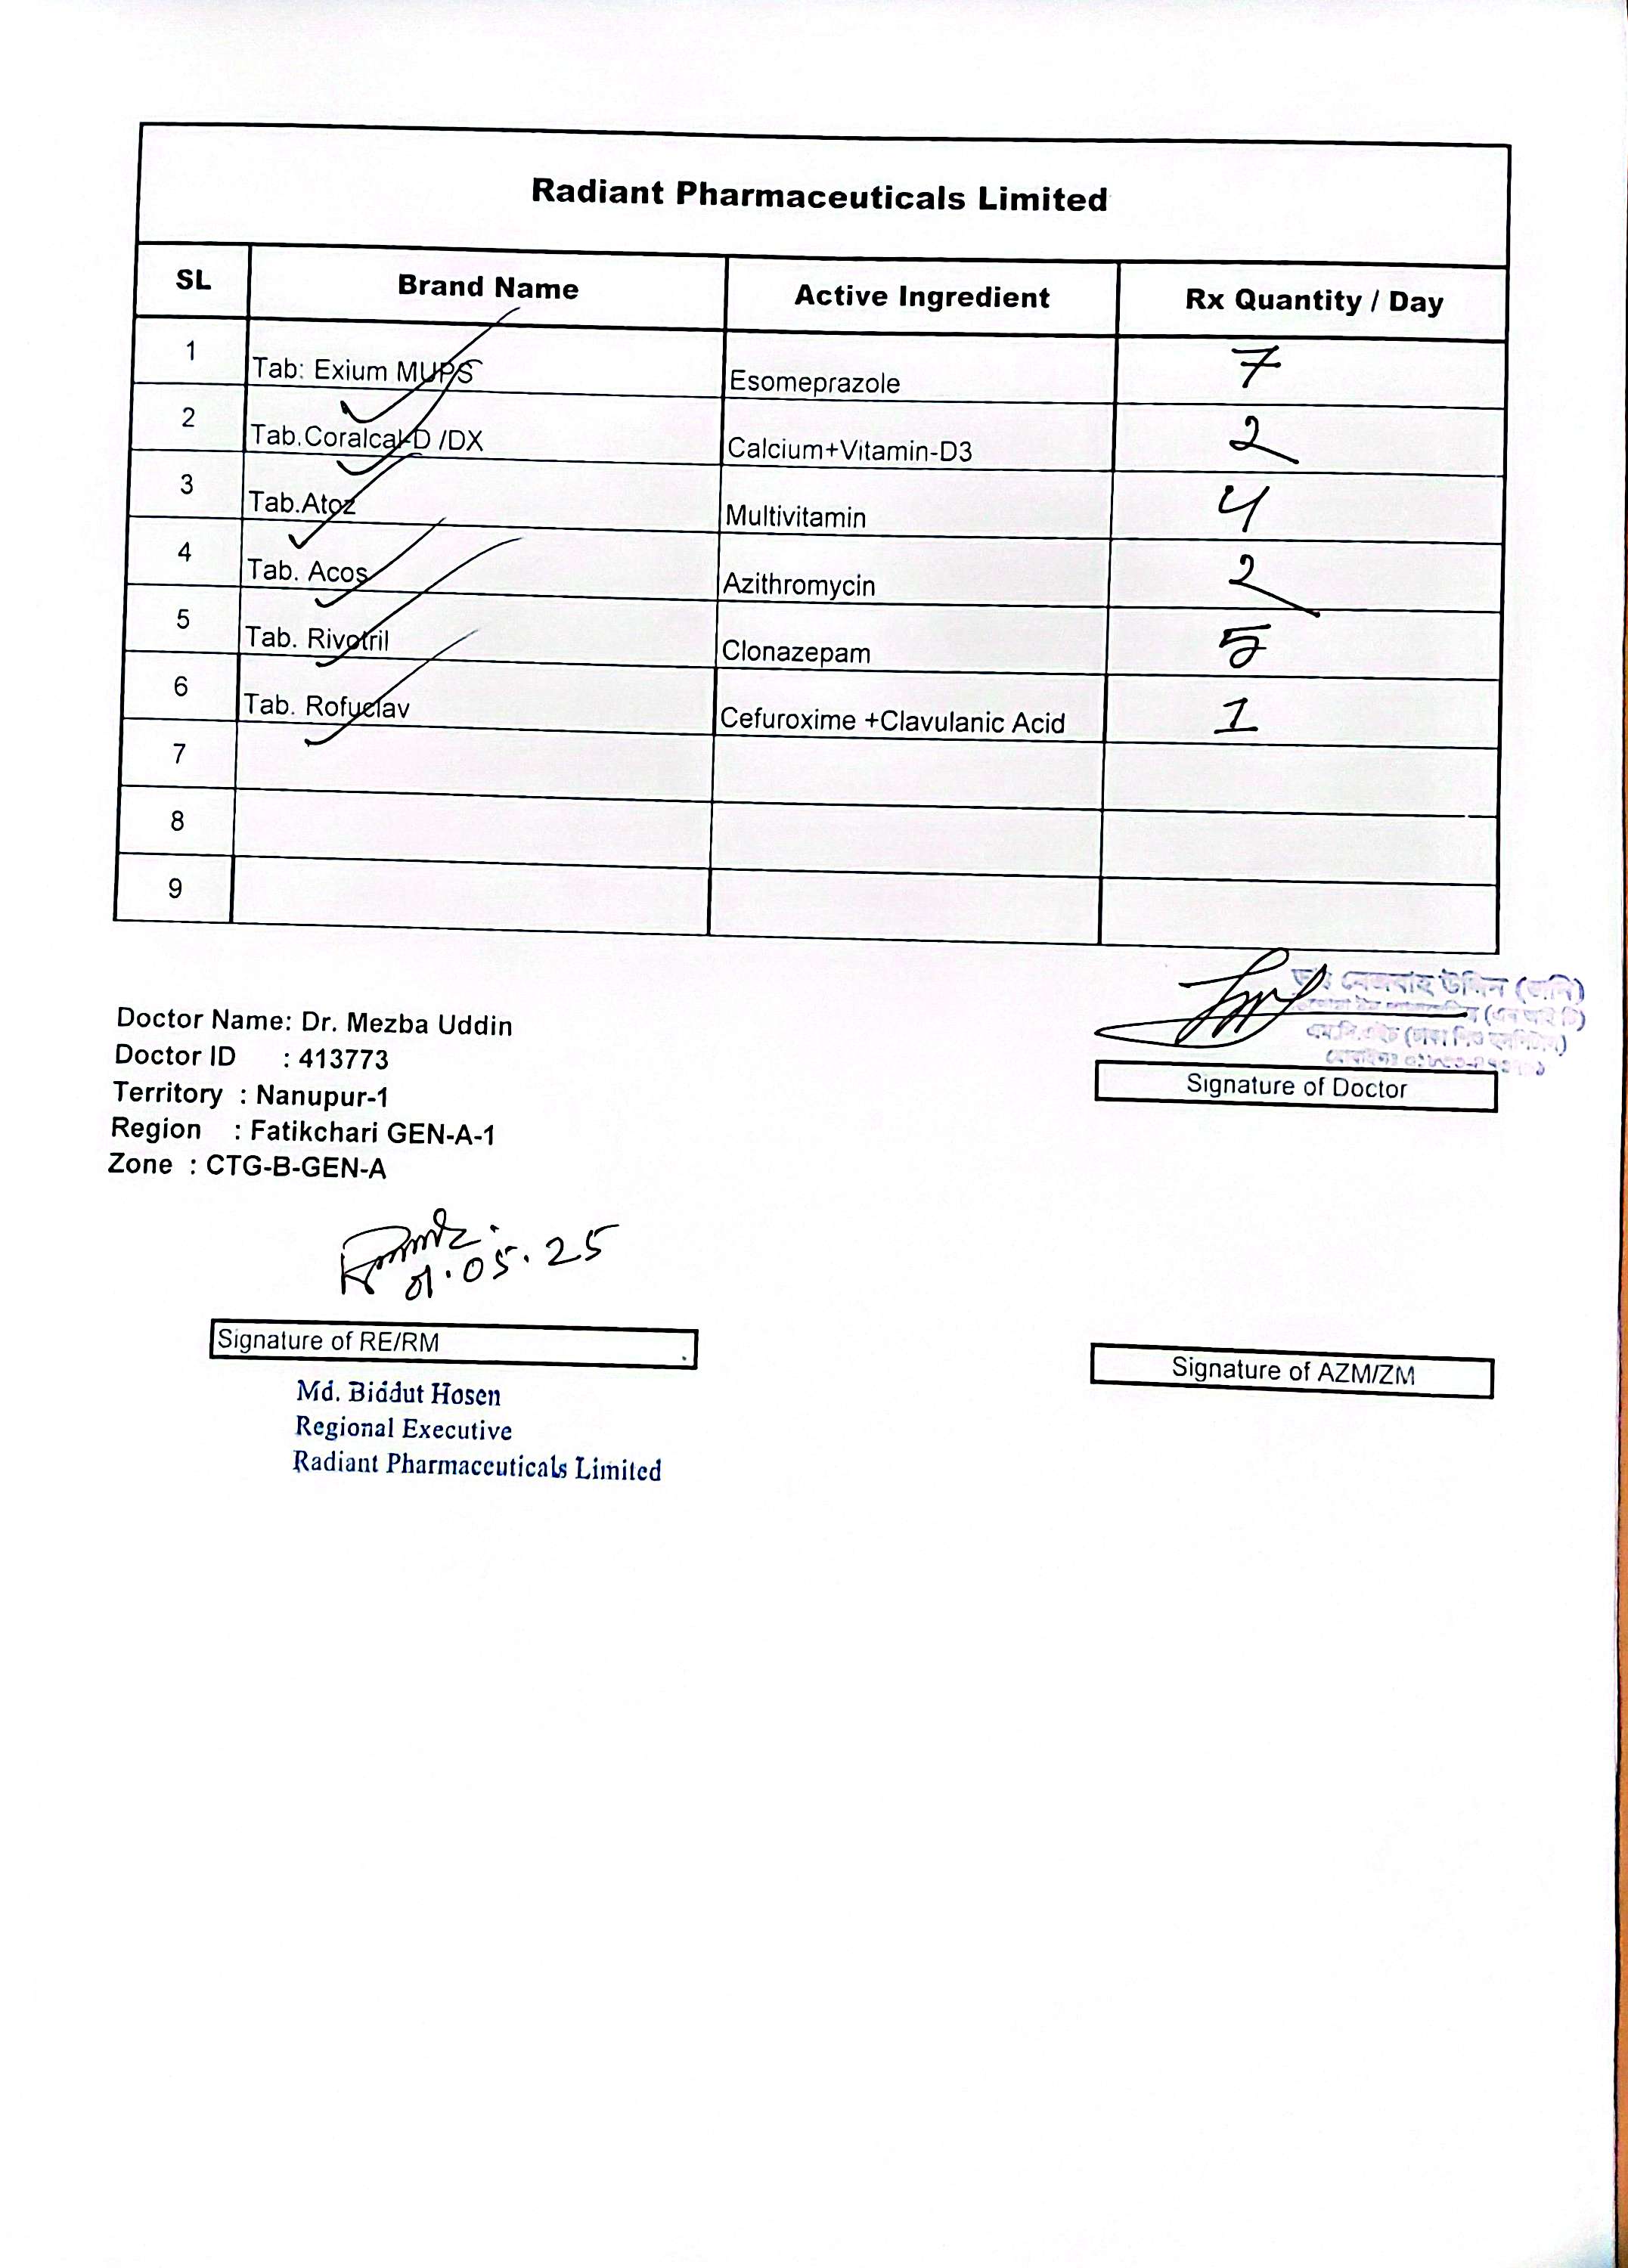 Radiant Pharmaceuticals Limited
SL Brand Name Active Ingredient Rx Quantity / Day
1 Tab: Exium MUPS Esomeprazole 7
2 Tab.Coralcal-D /DX Calcium+Vitamin-D3 2
3 Tab.Atoz Multivitamin 4
4 Tab. Acos Azithromycin 2
5 Tab. Rivotril Clonazepam 5
6 Tab. Rofuclav Cefuroxime +Clavulanic Acid 1
7
8
9
উদ্দিন
Doctor Name: Dr. Mezba Uddin
Doctor ID : 413773
Territory : Nanupur-1
Region : Fatikchari GEN-A-1
Zone : CTG-B-GEN-A
Signature of Doctor
01.05.25
Signature of RE/RM
Signature of AZM/ZM
Md. Biddut Hosen
Regional Executive
Radiant Pharmaceuticals Limited